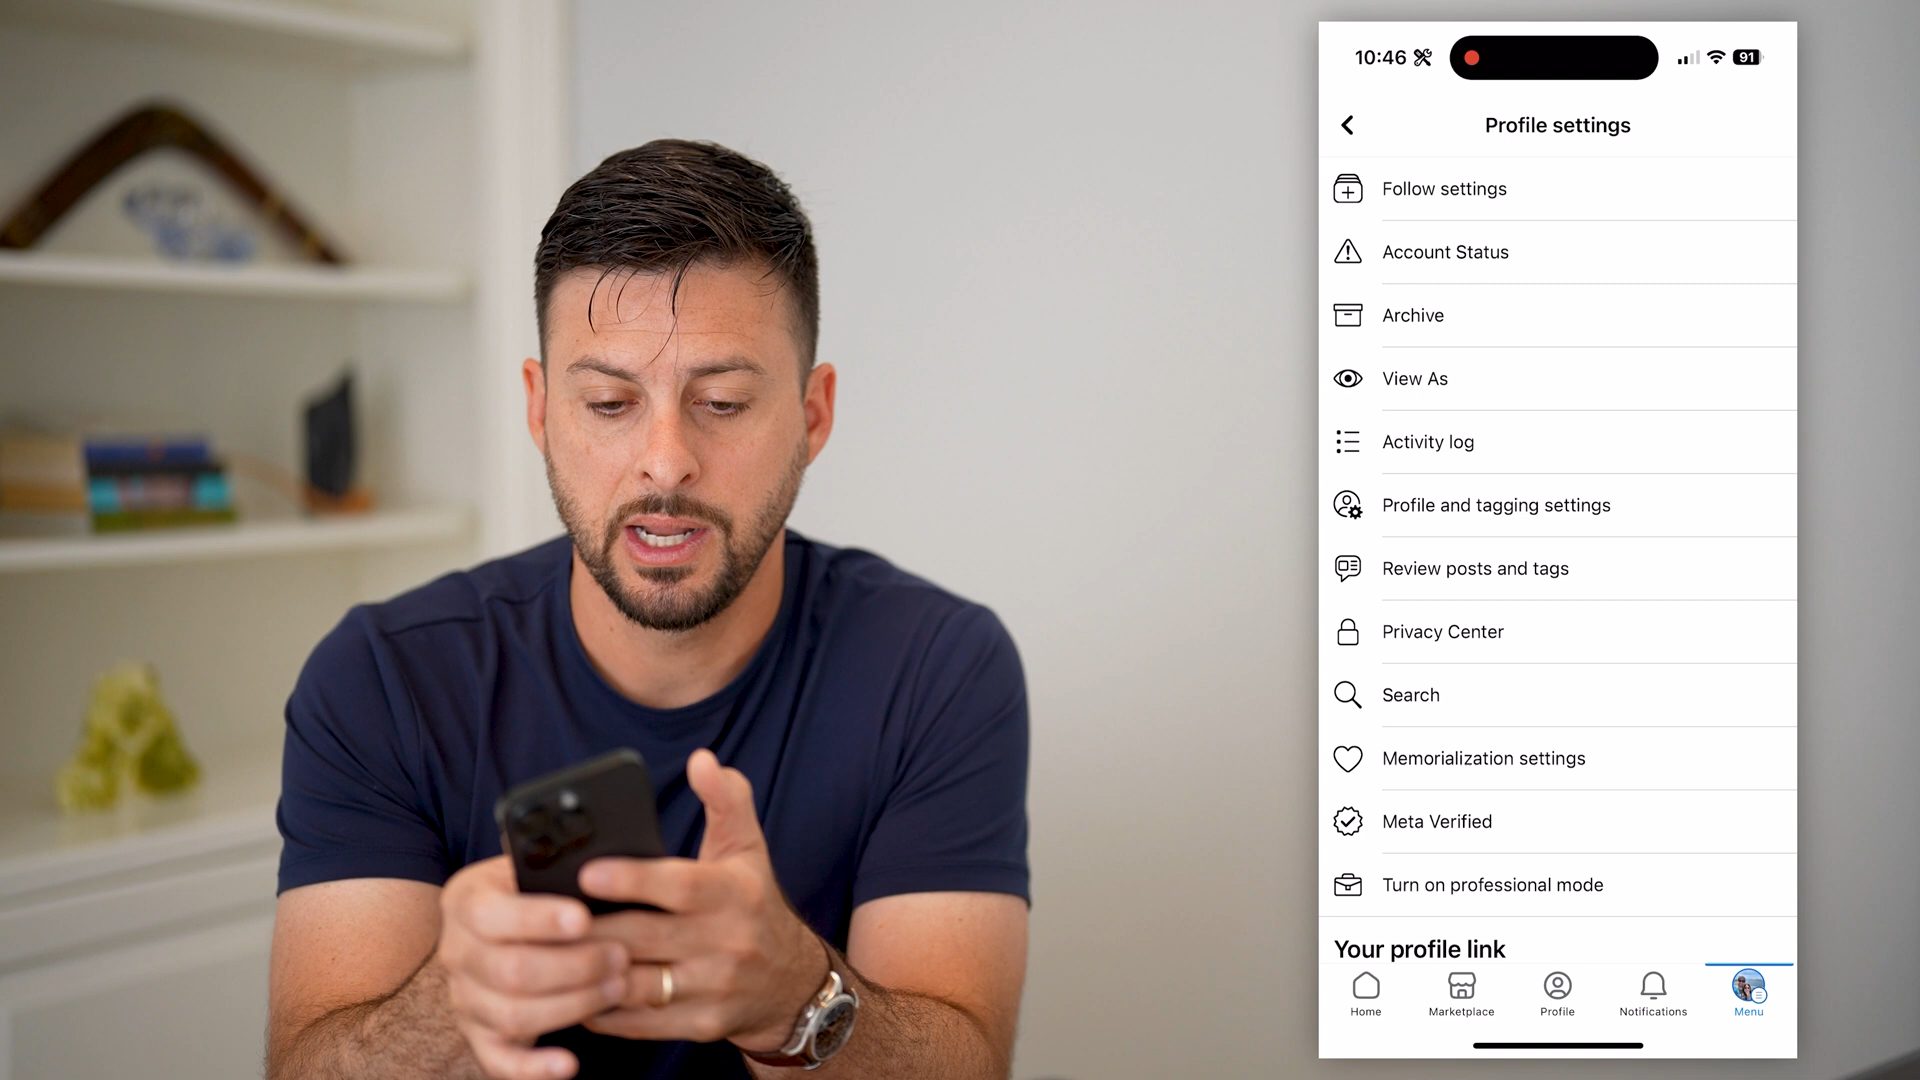 10:46
91
Profile settings
Follow settings
Account Status
Archive
View As
Activity log
Profile and tagging settings
Review posts and tags
Privacy Center
Search
Memorialization settings
Meta Verified
Turn on professional mode
Your profile link
Home Marketplace Profile Notifications Menu